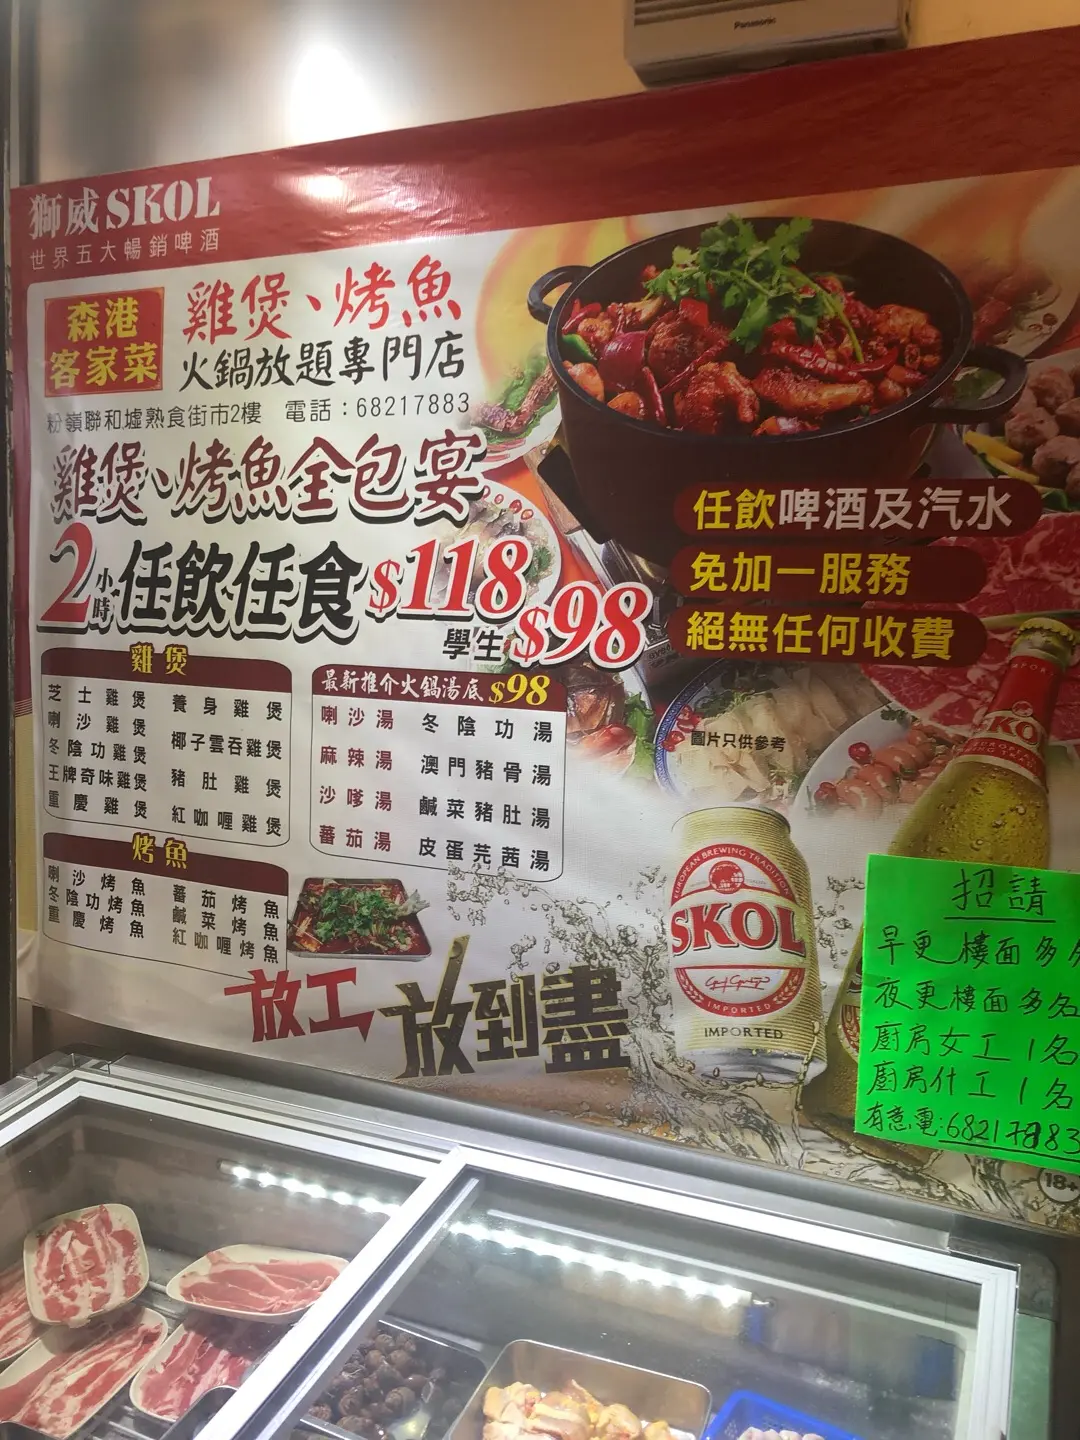 Panasonic
獅威SKOL
世界五大暢銷啤酒
森港
客家菜
雞煲、烤魚
火鍋放題專門店
粉嶺聯和墟熟食街市2樓 電話:68217883
雞煲、烤魚全包宴
2小時任飲任食$118
學生$98
任飲啤酒及汽水
免加一服務
絕無任何收費
雞煲
芝士雞煲 養身雞煲
喇沙雞煲 椰子雲吞雞煲
冬陰功雞煲 豬肚雞煲
王牌奇味雞煲 紅咖喱雞煲
重慶雞煲
最新推介火鍋湯底$98
喇沙湯 冬陰功湯
麻辣湯 澳門豬骨湯
沙嗲湯 鹹菜豬肚湯
蕃茄湯 皮蛋芫茜湯
圖片只供參考
烤魚
喇沙烤魚 蕃茄烤魚
冬陰功烤魚 鹹菜烤魚
重慶烤魚 紅咖喱烤魚
放工放到盡
EUROPEAN BREWING TRADITION
SKOL
IMPORTED
IMPORTED
招請
早更樓面多
夜更樓面多名
廚房女工1名
廚房什工1名
有意電:68217883
18+